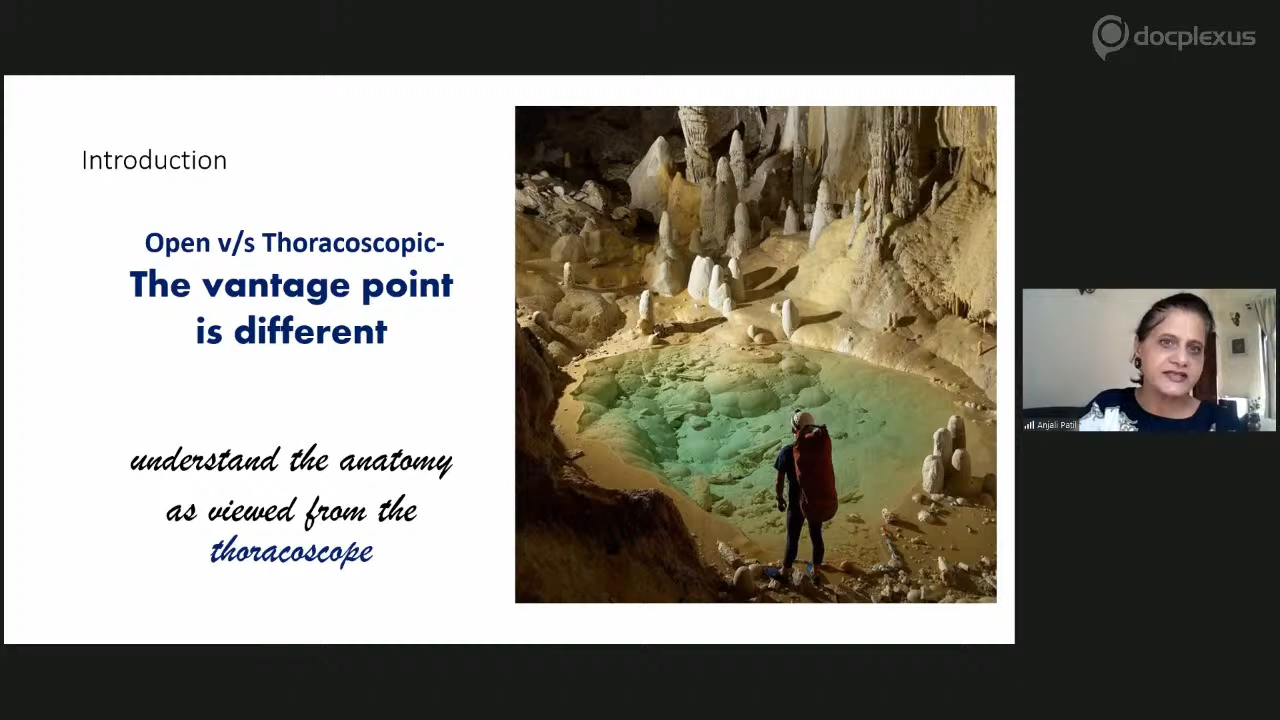 docplexus
Introduction
Open v/s Thoracoscopic-
The vantage point
is different
understand the anatomy
as viewed from the
thoracoscope
Anjali Patil